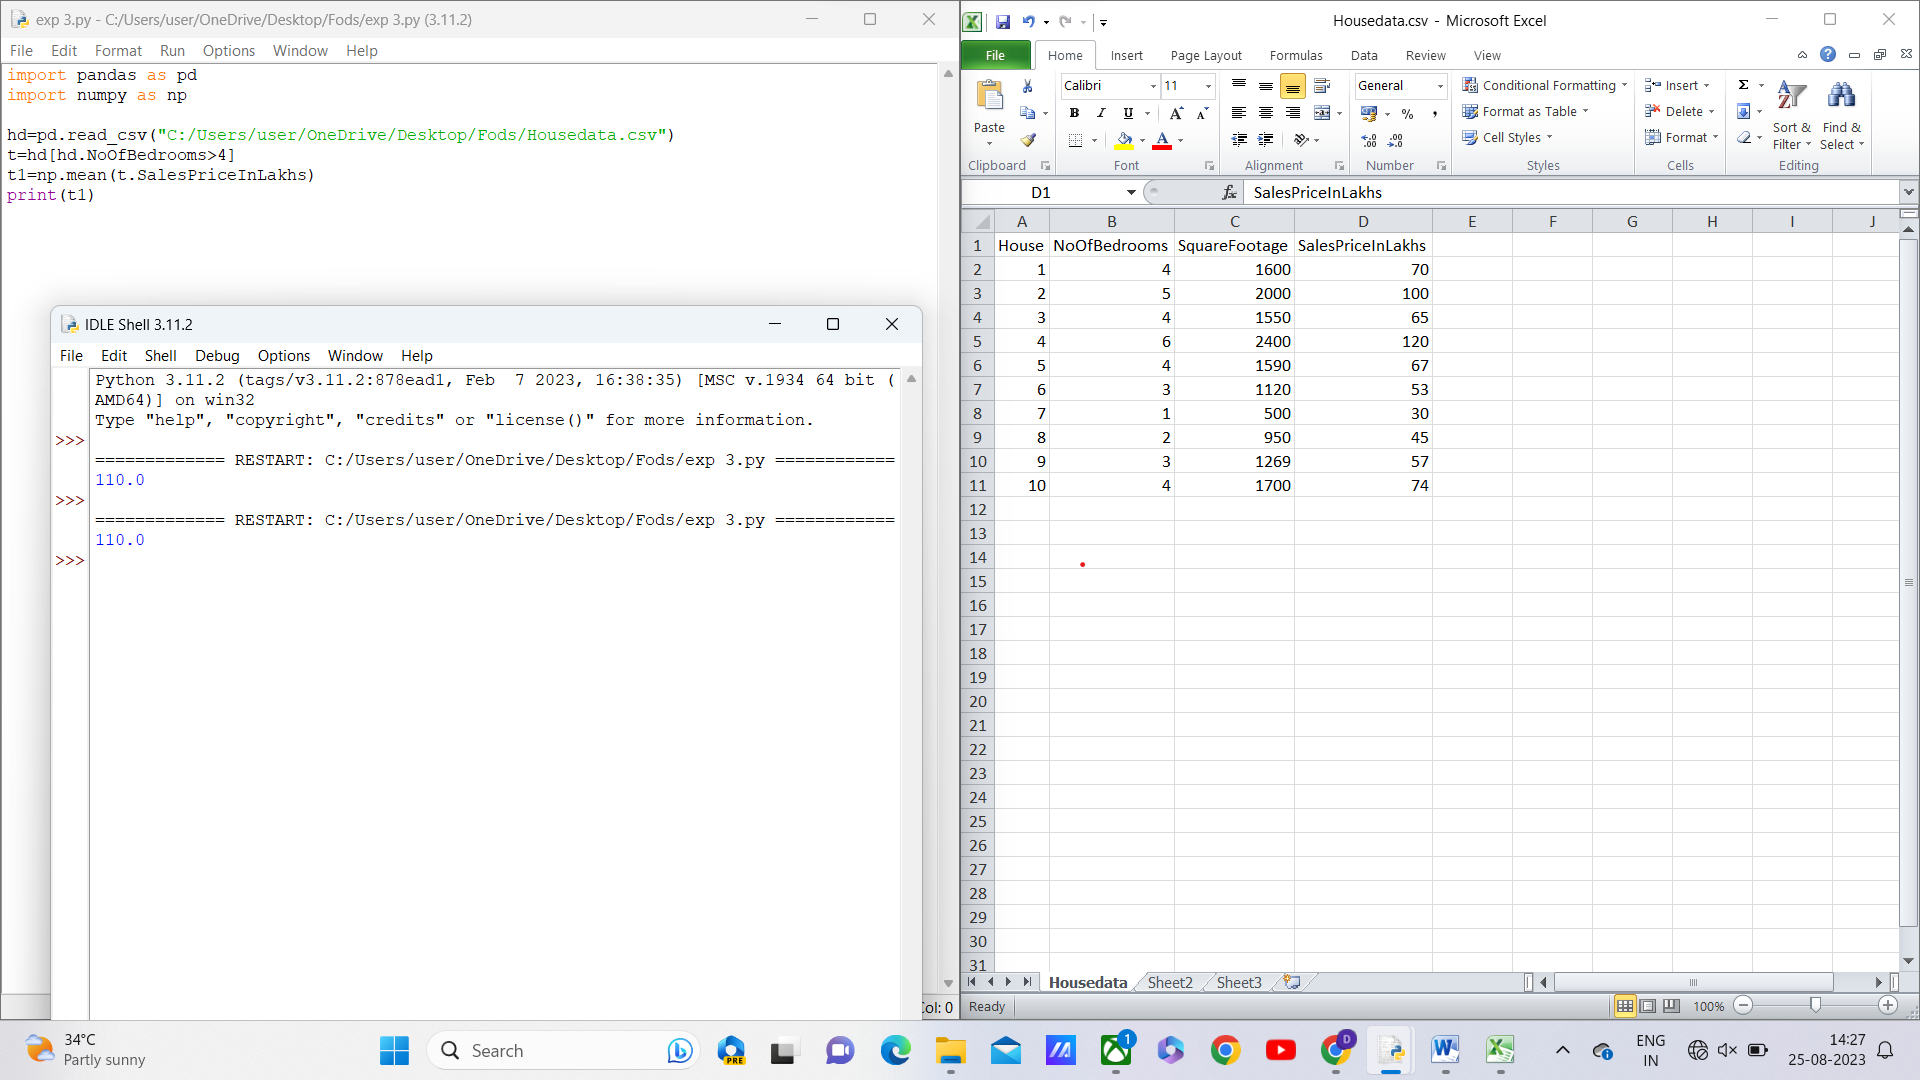 exp 3.py - C:/Users/user/OneDrive/Desktop/Fods/exp 3.py (3.11.2)
File Edit Format Run Options Window Help
import pandas as pd
import numpy as np
hd=pd.read_csv("C:/Users/user/OneDrive/Desktop/Fods/Housedata.csv")
t=hd[hd.NoOfBedrooms>4]
t1=np.mean(t.SalesPriceInLakhs)
print(t1)
IDLE Shell 3.11.2
File Edit Shell Debug Options Window Help
Python 3.11.2 (tags/v3.11.2:878ead1, Feb  7 2023, 16:38:35) [MSC v.1934 64 bit (
AMD64)] on win32
Type "help", "copyright", "credits" or "license()" for more information.
>>>
============= RESTART: C:/Users/user/OneDrive/Desktop/Fods/exp 3.py ============
110.0
>>>
============= RESTART: C:/Users/user/OneDrive/Desktop/Fods/exp 3.py ============
110.0
>>>
Col: 0
Housedata.csv - Microsoft Excel
File Home Insert Page Layout Formulas Data Review View
Paste
Clipboard
Calibri 11
B I U
Font
Alignment
General
% ,
Number
Conditional Formatting
Format as Table
Cell Styles
Styles
Insert
Delete
Format
Cells
Σ
Sort & Filter
Find & Select
Editing
D1 fx SalesPriceInLakhs
A B C D E F G H I J
1 House NoOfBedrooms SquareFootage SalesPriceInLakhs
2 1 4 1600 70
3 2 5 2000 100
4 3 4 1550 65
5 4 6 2400 120
6 5 4 1590 67
7 6 3 1120 53
8 7 1 500 30
9 8 2 950 45
10 9 3 1269 57
11 10 4 1700 74
12
13
14
15
16
17
18
19
20
21
22
23
24
25
26
27
28
29
30
31
Housedata Sheet2 Sheet3
Ready 100%
34°C
Partly sunny
Search
PRE
1
D
ENG
IN
14:27
25-08-2023